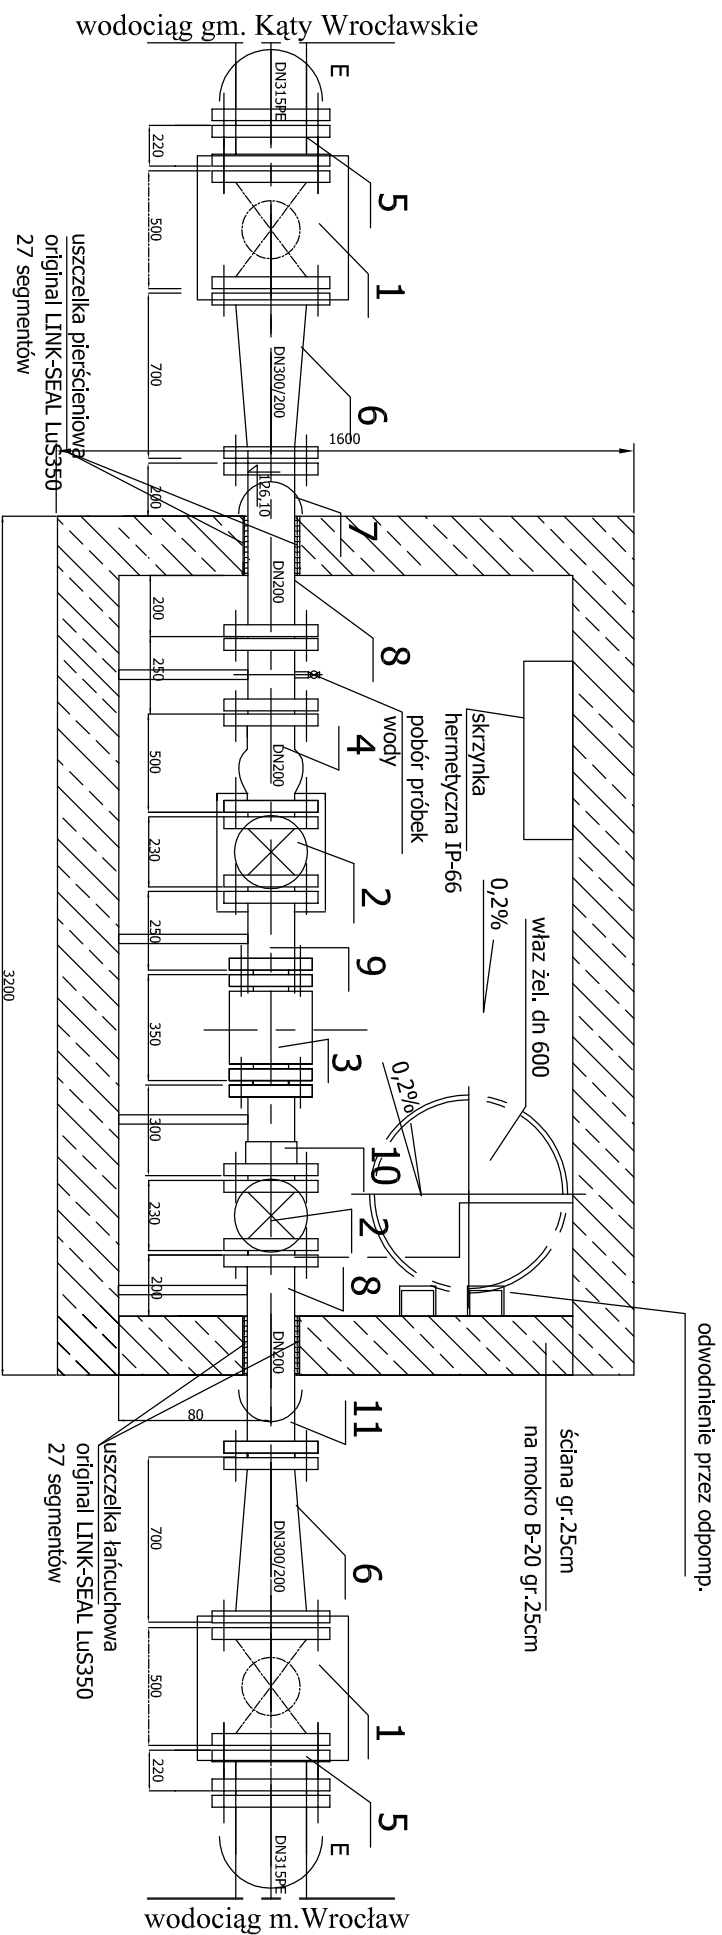 wodociąg gm. Kąty Wrocławskie
E
DN315PE
220
5
500
1
uszczelka pierścieniowa
original LINK-SEAL LuS350
27 segmentów
DN300/200
6
700
1600
126,10
200
7
DN200
8
200
250
pobór próbek
wody
skrzynka
hermetyczna IP-66
4
DN200
500
2
230
0,2%
właz żel. dn 600
9
250
3
350
3200
0,2%
300
10
2
230
8
200
odwodnienie przez odpomp.
DN200
ściana gr.25cm
na mokro B-20 gr.25cm
80
11
uszczelka łańcuchowa
original LINK-SEAL LuS350
27 segmentów
DN300/200
6
700
1
500
5
220
E
DN315PE
wodociąg m.Wrocław